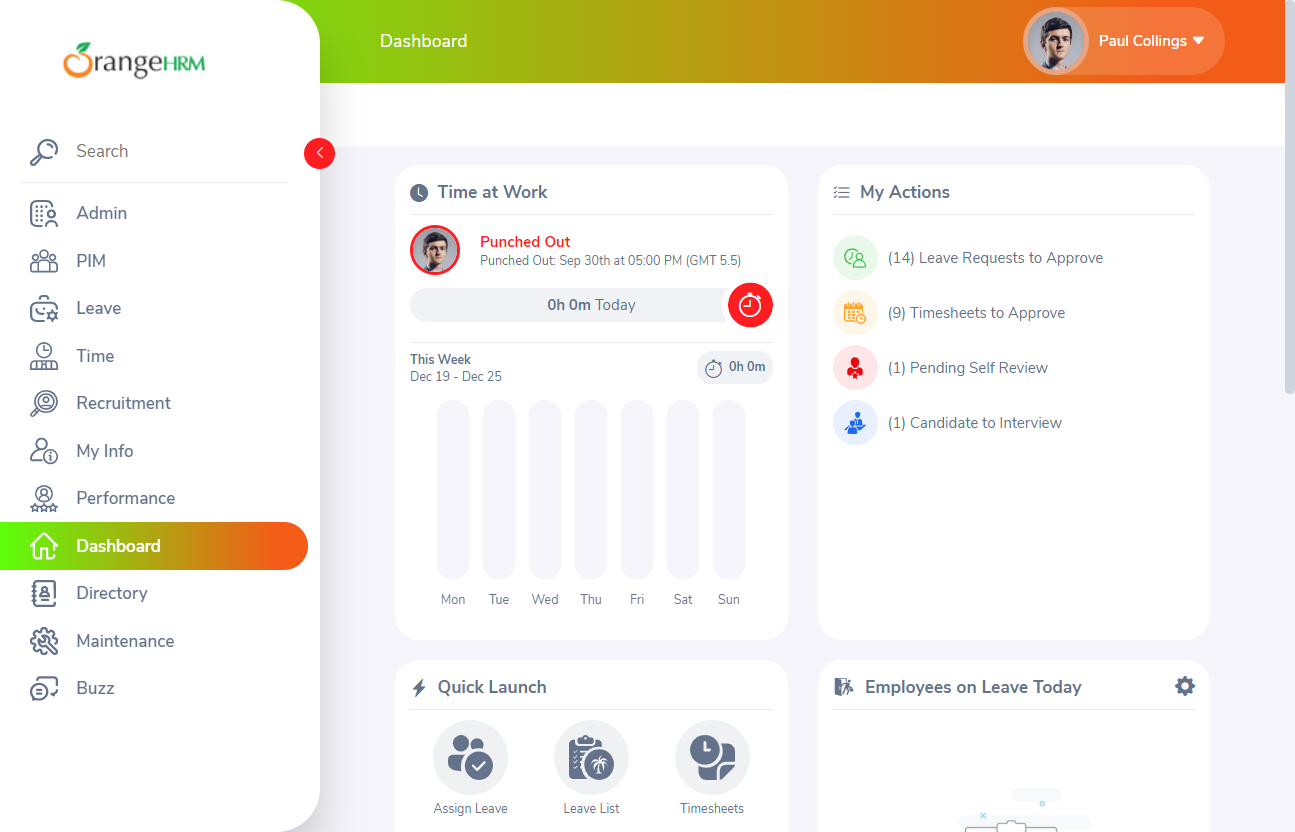 OrangeHRM
Search
Admin
PIM
Leave
Time
Recruitment
My Info
Performance
Dashboard
Directory
Maintenance
Buzz
Dashboard
Paul Collings
Time at Work
Punched Out
Punched Out: Sep 30th at 05:00 PM (GMT 5.5)
0h 0m Today
This Week
Dec 19 - Dec 25
0h 0m
Mon Tue Wed Thu Fri Sat Sun
My Actions
(14) Leave Requests to Approve
(9) Timesheets to Approve
(1) Pending Self Review
(1) Candidate to Interview
Quick Launch
Assign Leave Leave List Timesheets
Employees on Leave Today